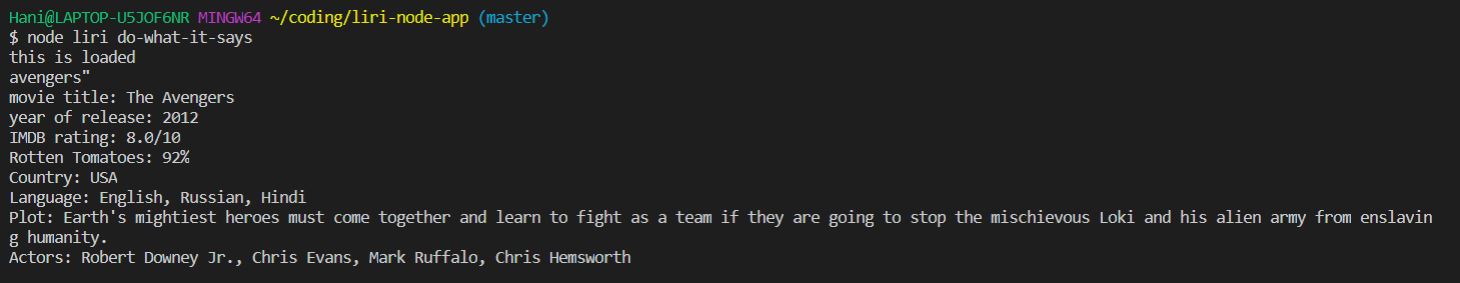 Hani@LAPTOP-U5JOF6NR MINGW64 ~/coding/liri-node-app (master)
$ node liri do-what-it-says
this is loaded
avengers"
movie title: The Avengers
year of release: 2012
IMDB rating: 8.0/10
Rotten Tomatoes: 92%
Country: USA
Language: English, Russian, Hindi
Plot: Earth's mightiest heroes must come together and learn to fight as a team if they are going to stop the mischievous Loki and his alien army from enslavin
g humanity.
Actors: Robert Downey Jr., Chris Evans, Mark Ruffalo, Chris Hemsworth